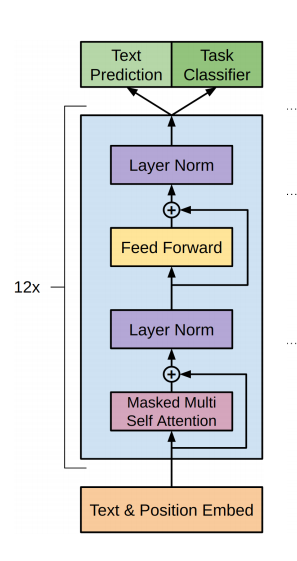 Text
Prediction
Task
Classifier
...
Layer Norm
...
Feed Forward
12x
Layer Norm
...
Masked Multi
Self Attention
Text & Position Embed